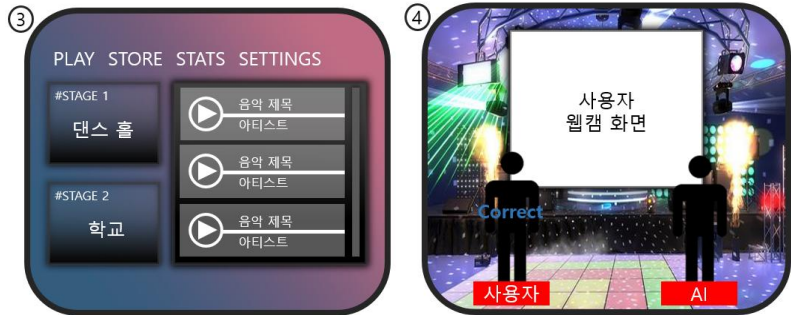 ③
PLAY STORE STATS SETTINGS
#STAGE 1
댄스 홀
#STAGE 2
학교
음악 제목
아티스트
음악 제목
아티스트
음악 제목
아티스트
④
사용자
웹캠 화면
Correct
사용자
AI